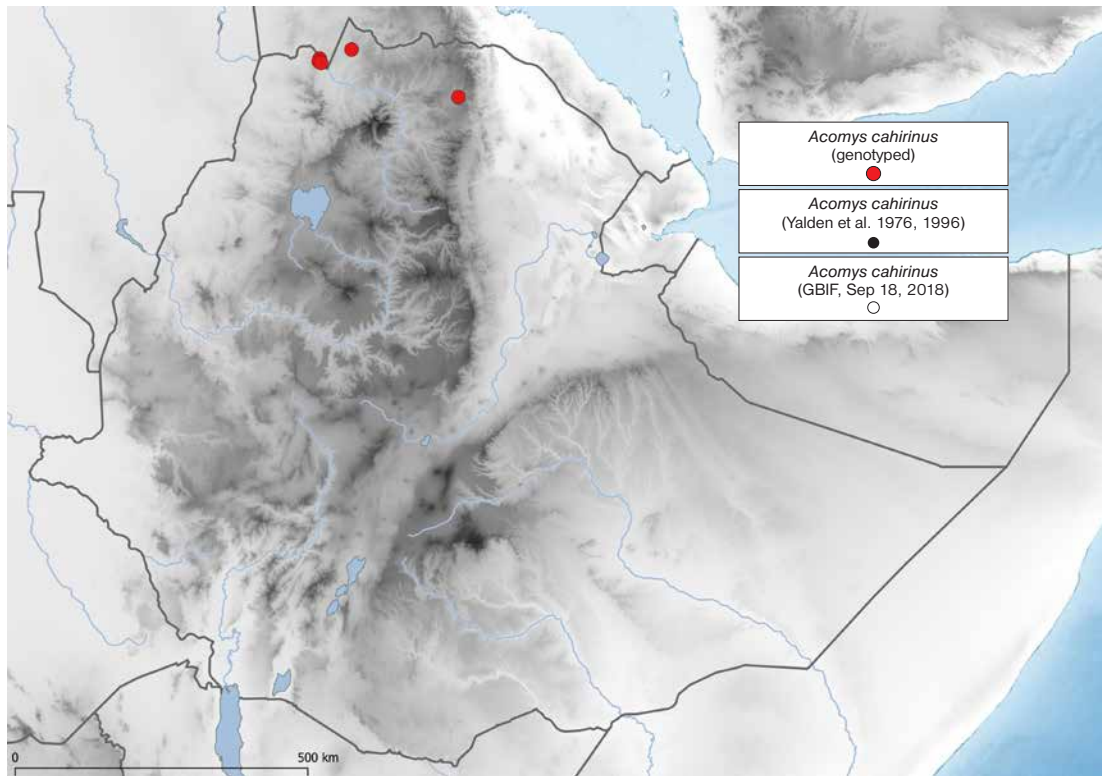 Acomys cahirinus
(genotyped)
Acomys cahirinus
(Yalden et al. 1976, 1996)
Acomys cahirinus
(GBIF, Sep 18, 2018)
0
500 km